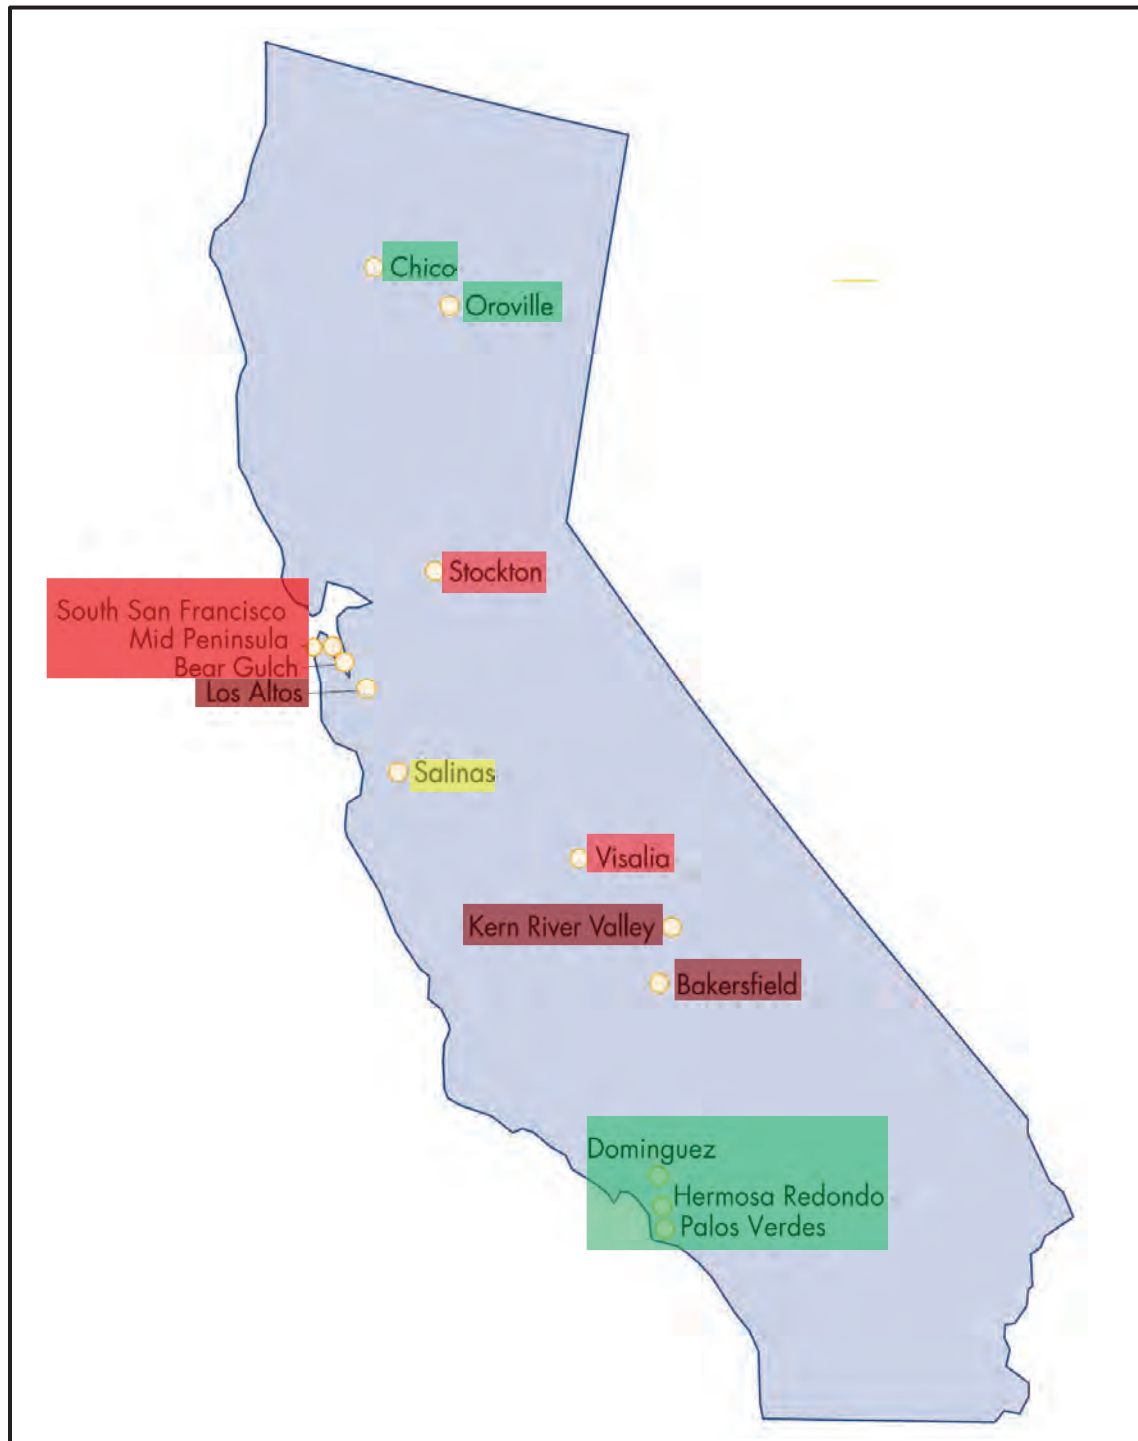 Chico
Oroville
Stockton
South San Francisco
Mid Peninsula
Bear Gulch
Los Altos
Salinas
Visalia
Kern River Valley
Bakersfield
Dominguez
Hermosa Redondo
Palos Verdes